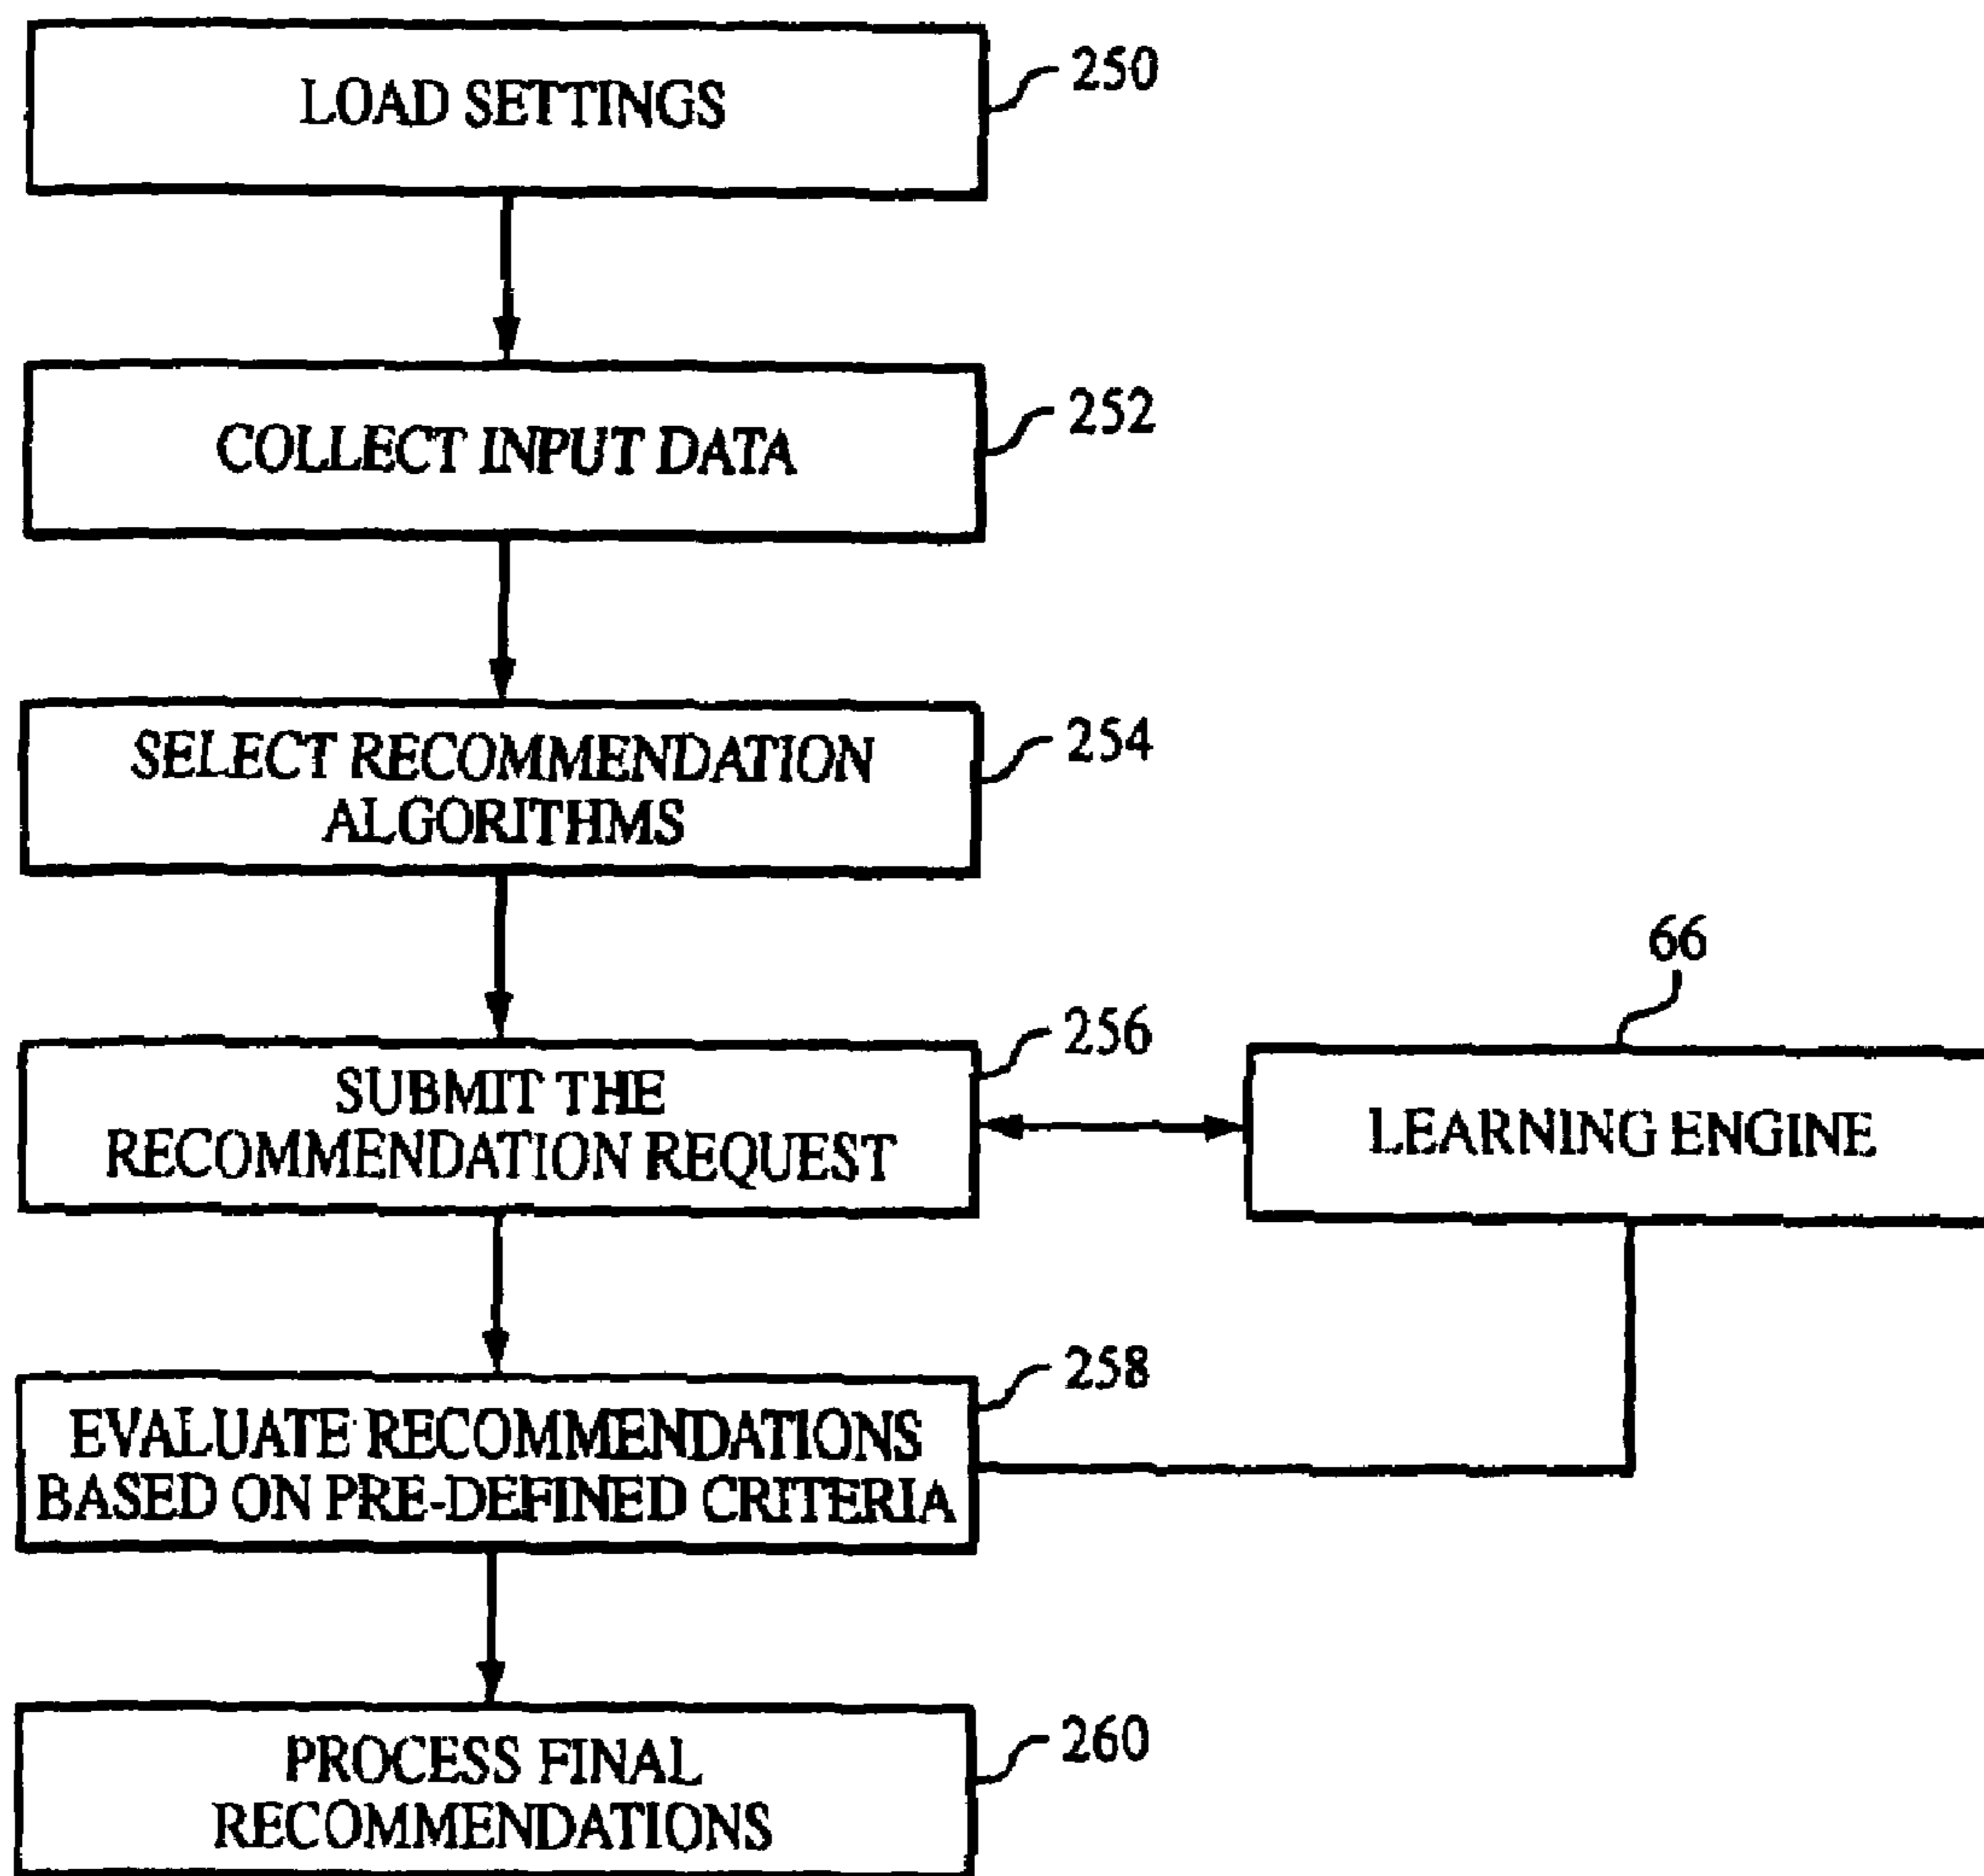 LOAD SETTINGS
250
COLLECT INPUT DATA
252
SELECT RECOMMENDATION
ALGORITHMS
254
SUBMIT THE
RECOMMENDATION REQUEST
256
66
LEARNING ENGINE
EVALUATE RECOMMENDATIONS
BASED ON PRE-DEFINED CRITERIA
258
PROCESS FINAL
RECOMMENDATIONS
260